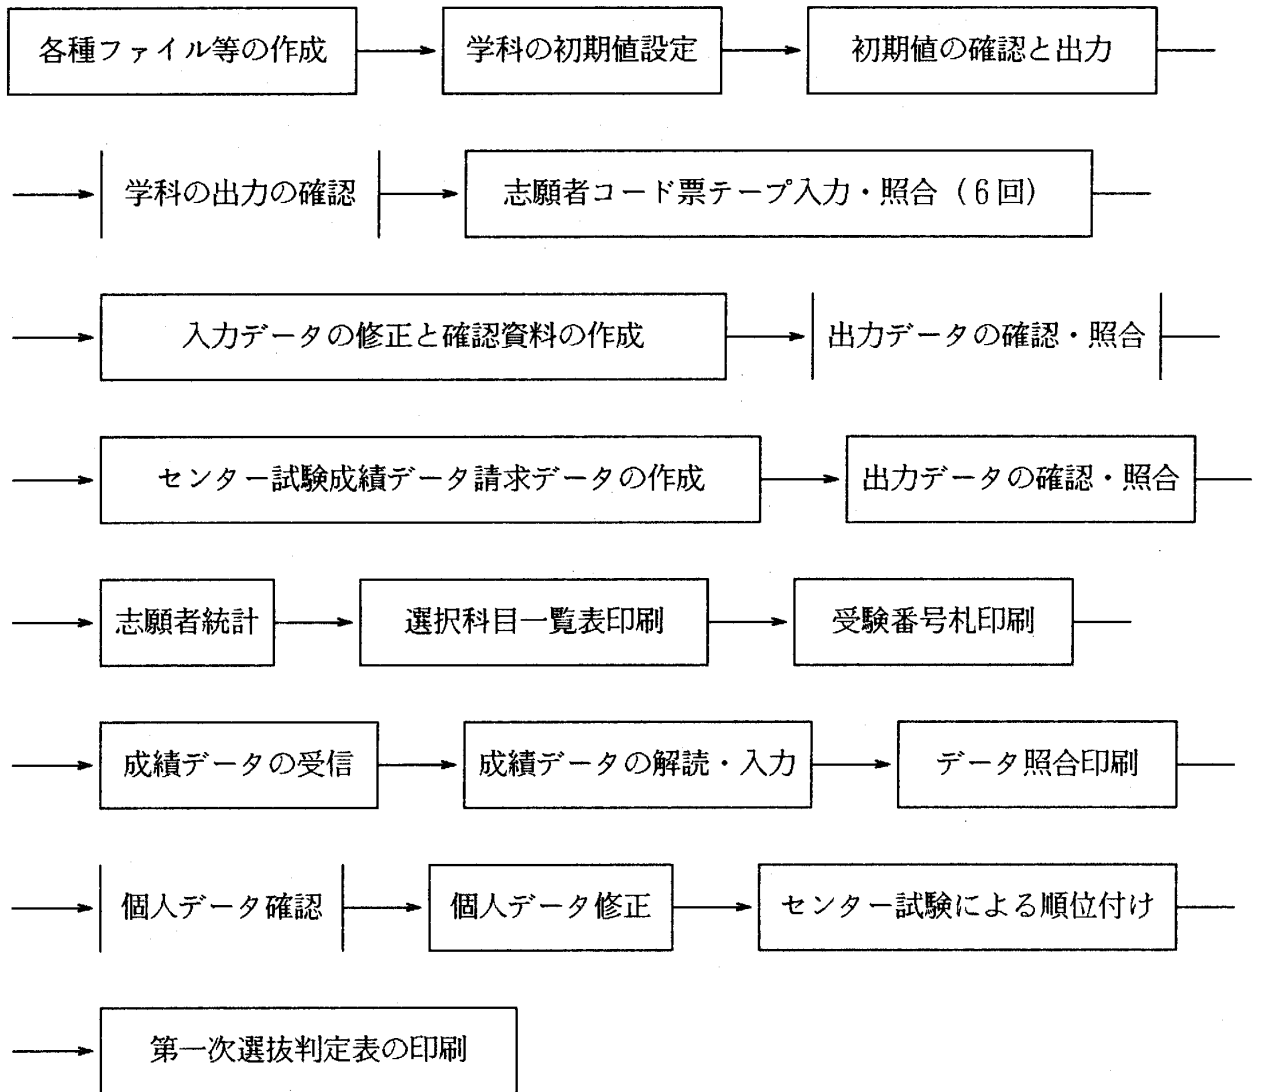 各種ファイル等の作成 学科の初期値設定 初期値の確認と出力
学科の出力の確認 志願者コード票テープ入力・照合（6回）
入力データの修正と確認資料の作成 出力データの確認・照合
センター試験成績データ請求データの作成 出力データの確認・照合
志願者統計 選択科目一覧表印刷 受験番号札印刷
成績データの受信 成績データの解読・入力 データ照合印刷
個人データ確認 個人データ修正 センター試験による順位付け
第一次選抜判定表の印刷